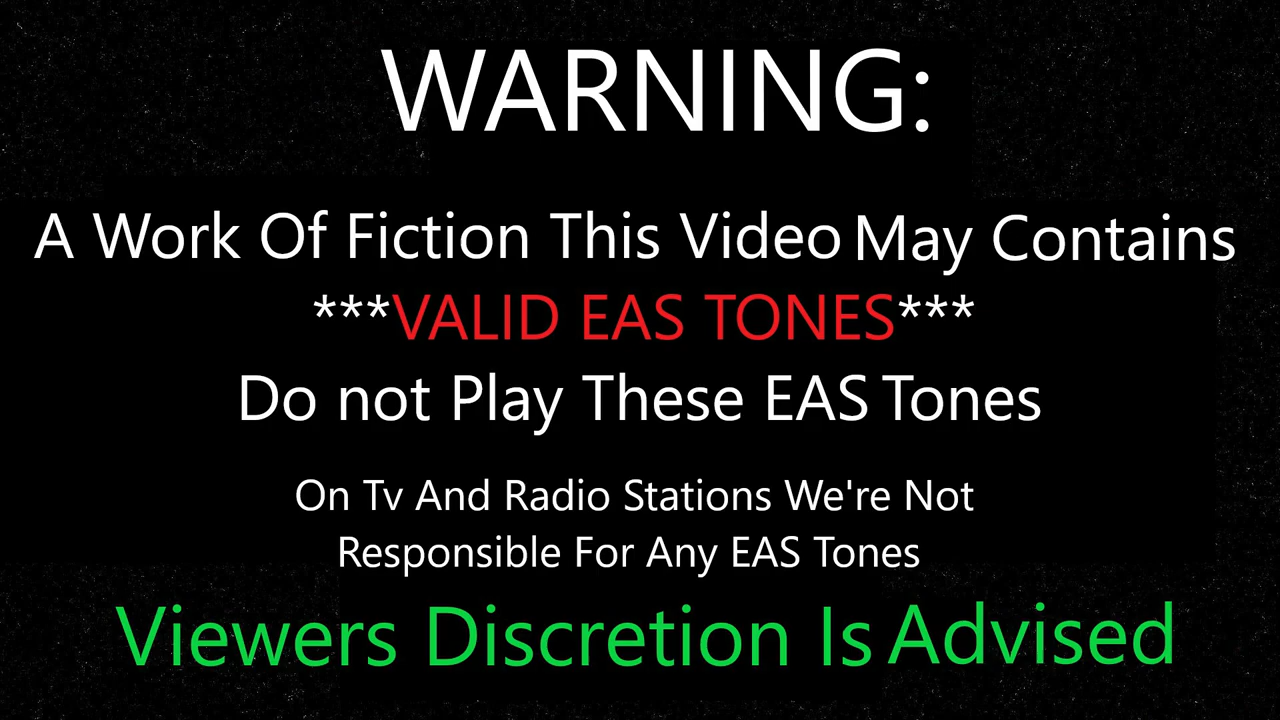 WARNING:
A Work Of Fiction This Video May Contains
***VALID EAS TONES***
Do not Play These EAS Tones
On Tv And Radio Stations We're Not
Responsible For Any EAS Tones
Viewers Discretion Is Advised